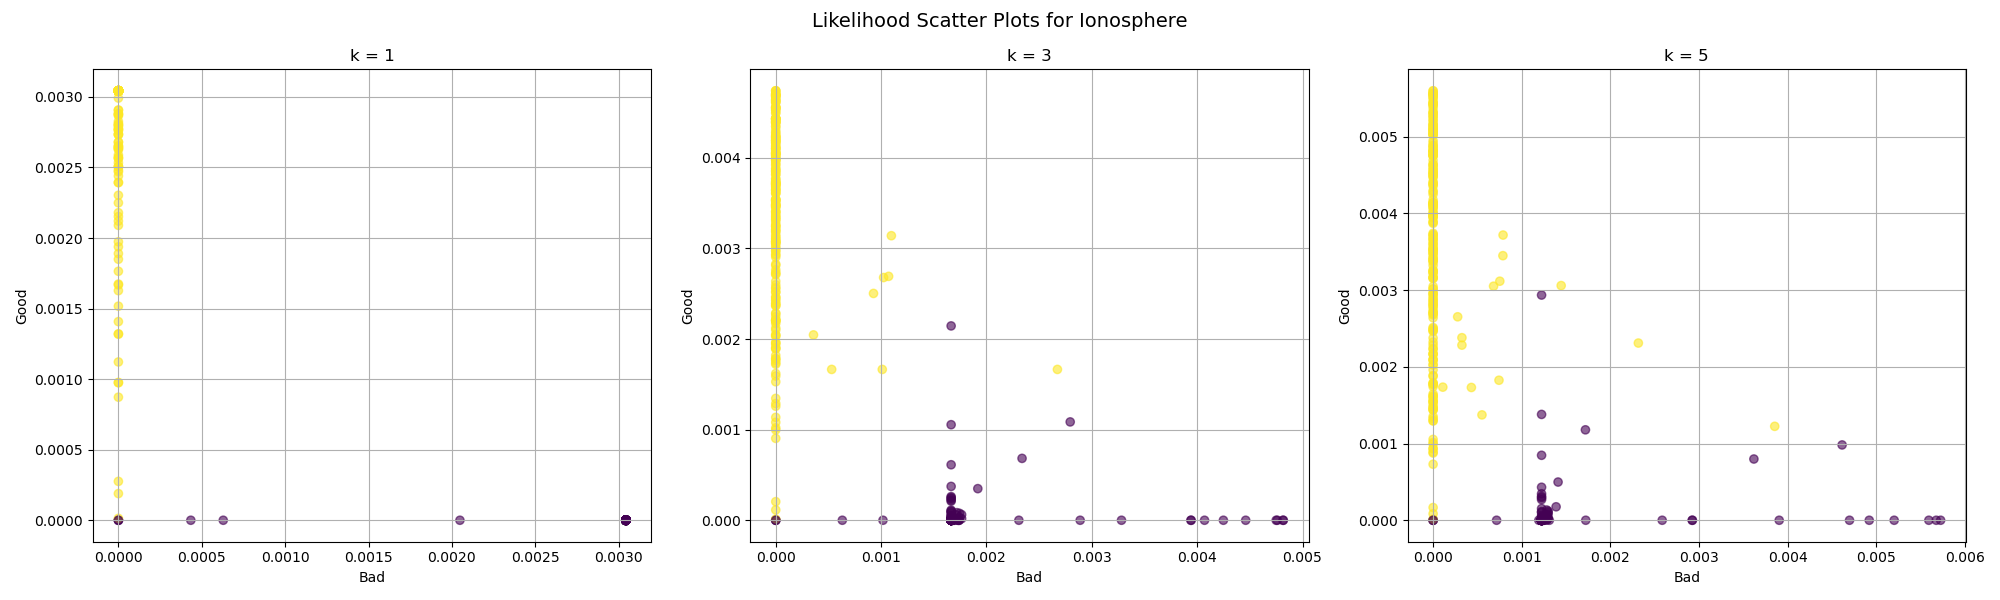 Likelihood Scatter Plots for Ionosphere
k = 1
0.0030
0.0025
0.0020
0.0015
0.0010
0.0005
0.0000
Good
0.0000 0.0005 0.0010 0.0015 0.0020 0.0025 0.0030
Bad
k = 3
0.004
0.003
0.002
0.001
0.000
Good
0.000 0.001 0.002 0.003 0.004 0.005
Bad
k = 5
0.005
0.004
0.003
0.002
0.001
0.000
Good
0.000 0.001 0.002 0.003 0.004 0.005 0.006
Bad